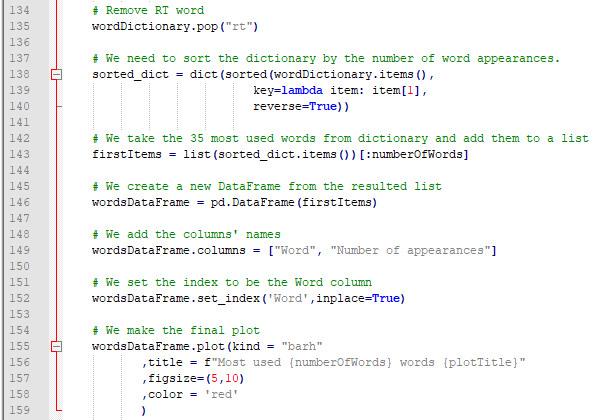 134 # Remove RT word
135 wordDictionary.pop("rt")
136
137 # We need to sort the dictionary by the number of word appearances.
138 sorted_dict = dict(sorted(wordDictionary.items(),
139 key=lambda item: item[1],
140 reverse=True))
141
142 # We take the 35 most used words from dictionary and add them to a list
143 firstItems = list(sorted_dict.items())[:numberOfWords]
144
145 # We create a new DataFrame from the resulted list
146 wordsDataFrame = pd.DataFrame(firstItems)
147
148 # We add the columns' names
149 wordsDataFrame.columns = ["Word", "Number of appearances"]
150
151 # We set the index to be the Word column
152 wordsDataFrame.set_index('Word',inplace=True)
153
154 # We make the final plot
155 wordsDataFrame.plot(kind = "barh"
156 ,title = f"Most used {numberOfWords} words {plotTitle}"
157 ,figsize=(5,10)
158 ,color = 'red'
159 )